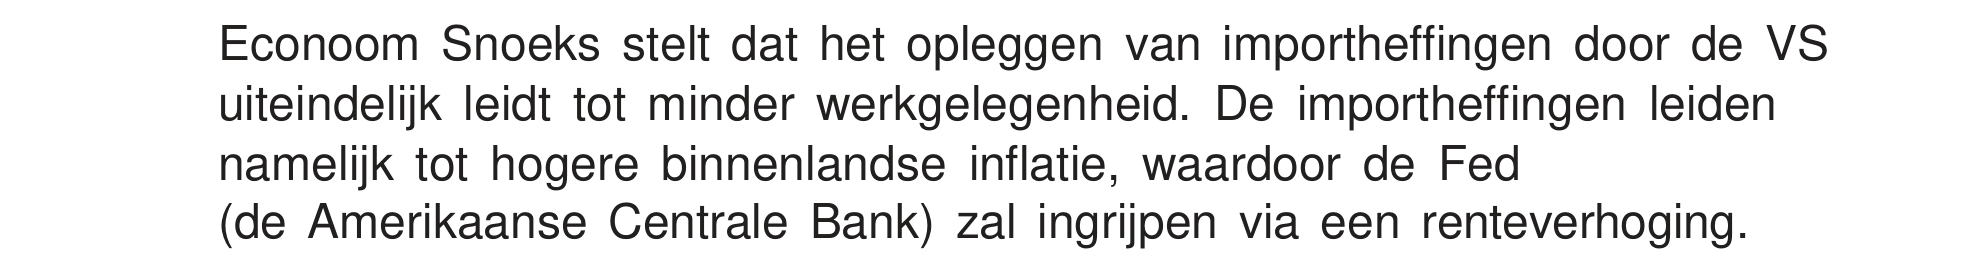 Econoom Snoeks stelt dat het opleggen van importheffingen door de VS
uiteindelijk leidt tot minder werkgelegenheid. De importheffingen leiden
namelijk tot hogere binnenlandse inflatie, waardoor de Fed
(de Amerikaanse Centrale Bank) zal ingrijpen via een renteverhoging.